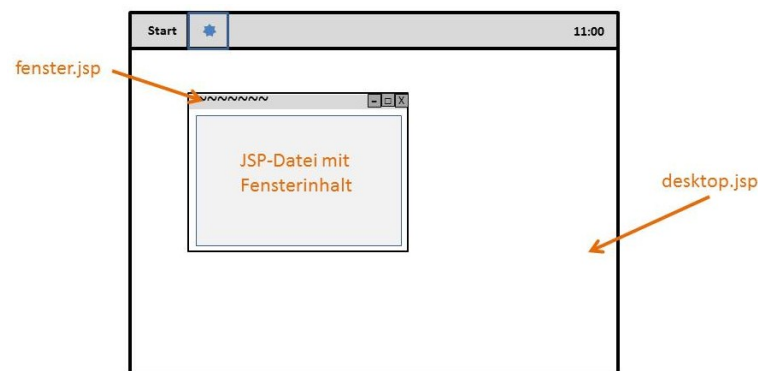 Start
11:00
fenster.jsp
~~~~~~~
- □ X
JSP-Datei mit
Fensterinhalt
desktop.jsp